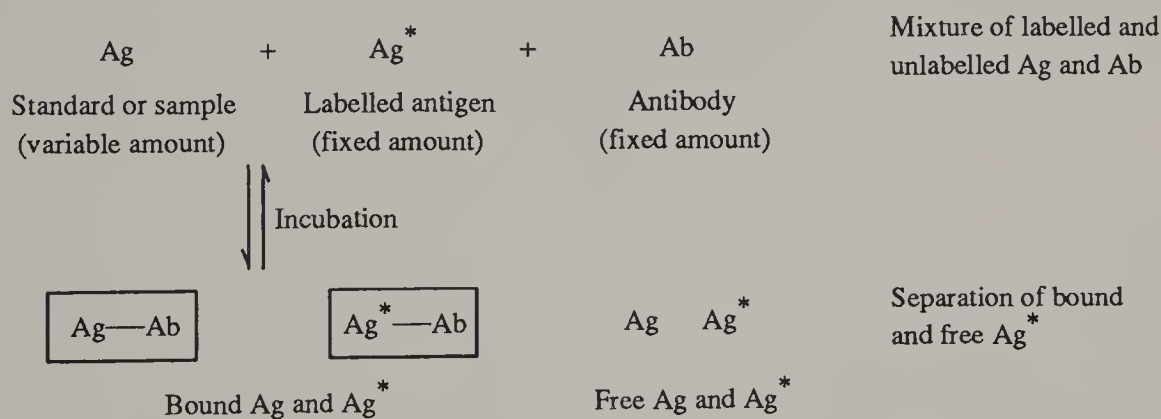 Ag + Ag* + Ab
Mixture of labelled and
unlabelled Ag and Ab
Standard or sample
(variable amount)
Labelled antigen
(fixed amount)
Antibody
(fixed amount)
Incubation
Ag—Ab
Ag*—Ab
Ag Ag*
Separation of bound
and free Ag*
Bound Ag and Ag*
Free Ag and Ag*